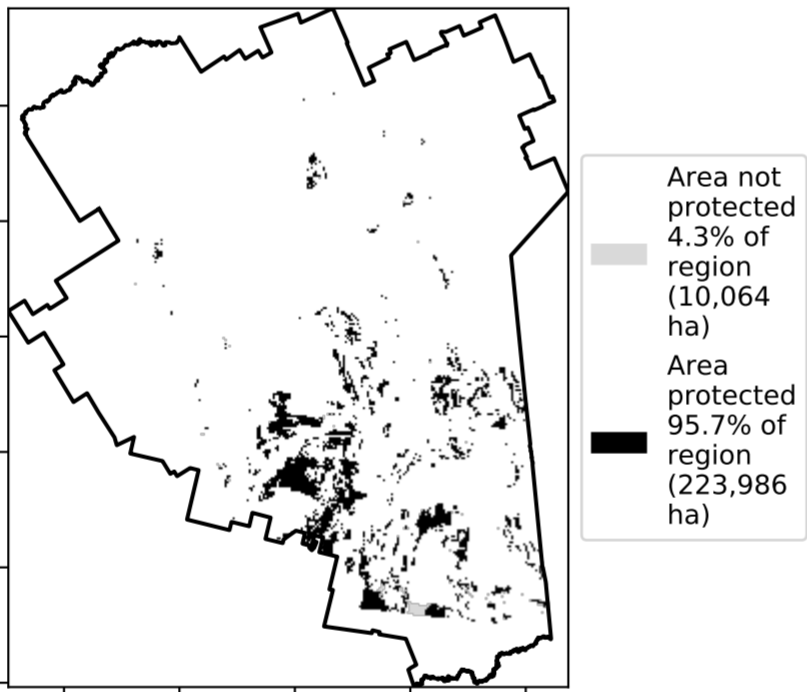 Area not
protected
4.3% of
region
(10,064
ha)
Area
protected
95.7% of
region
(223,986
ha)